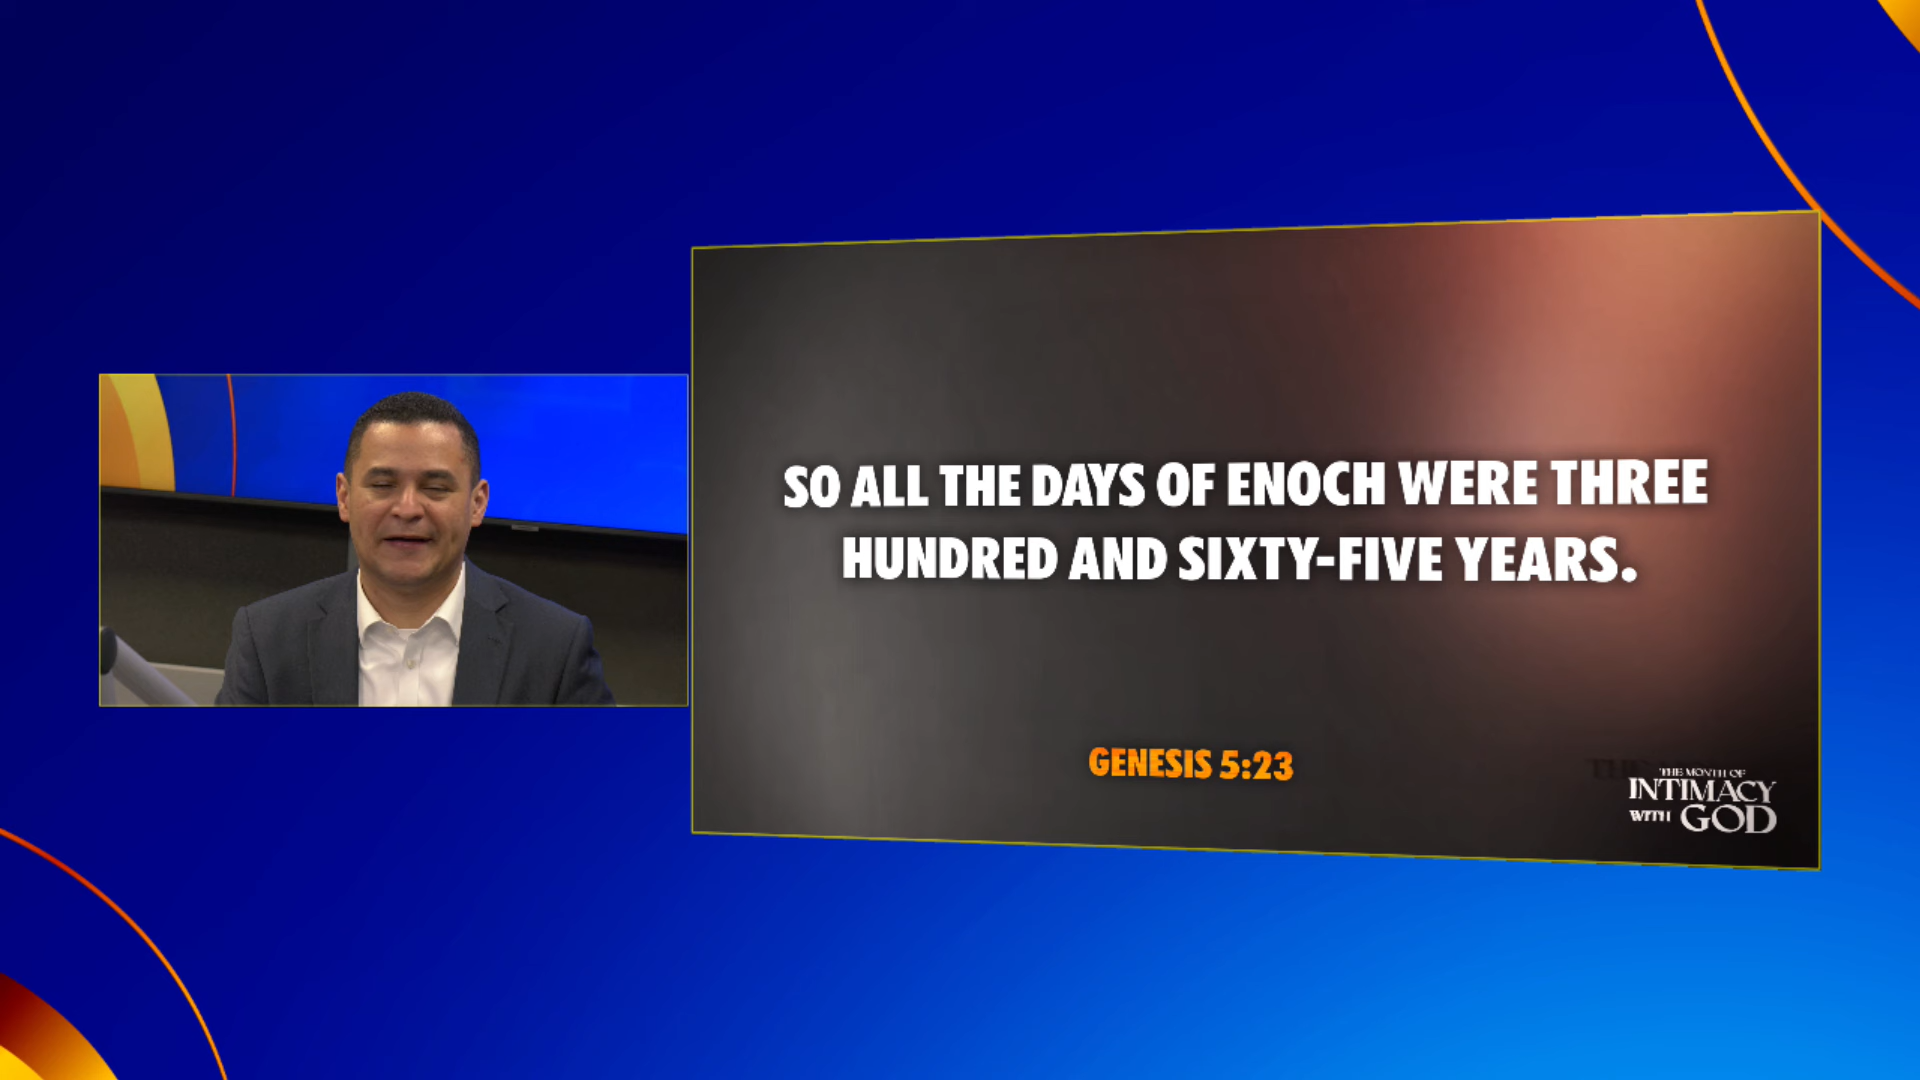 SO ALL THE DAYS OF ENOCH WERE THREE
HUNDRED AND SIXTY-FIVE YEARS.
GENESIS 5:23
THE
THE MONTH OF
INTIMACY
WITH GOD